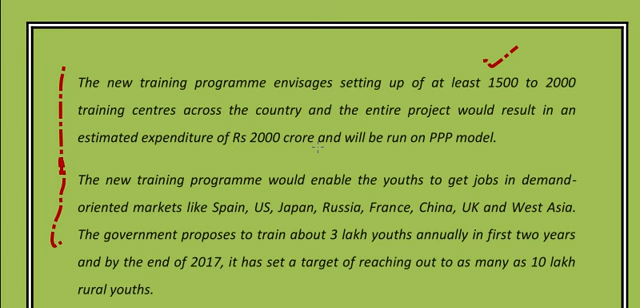 The new training programme envisages setting up of at least 1500 to 2000
training centres across the country and the entire project would result in an
estimated expenditure of Rs 2000 crore and will be run on PPP model.
The new training programme would enable the youths to get jobs in demand-
oriented markets like Spain, US, Japan, Russia, France, China, UK and West Asia.
The government proposes to train about 3 lakh youths annually in first two years
and by the end of 2017, it has set a target of reaching out to as many as 10 lakh
rural youths.